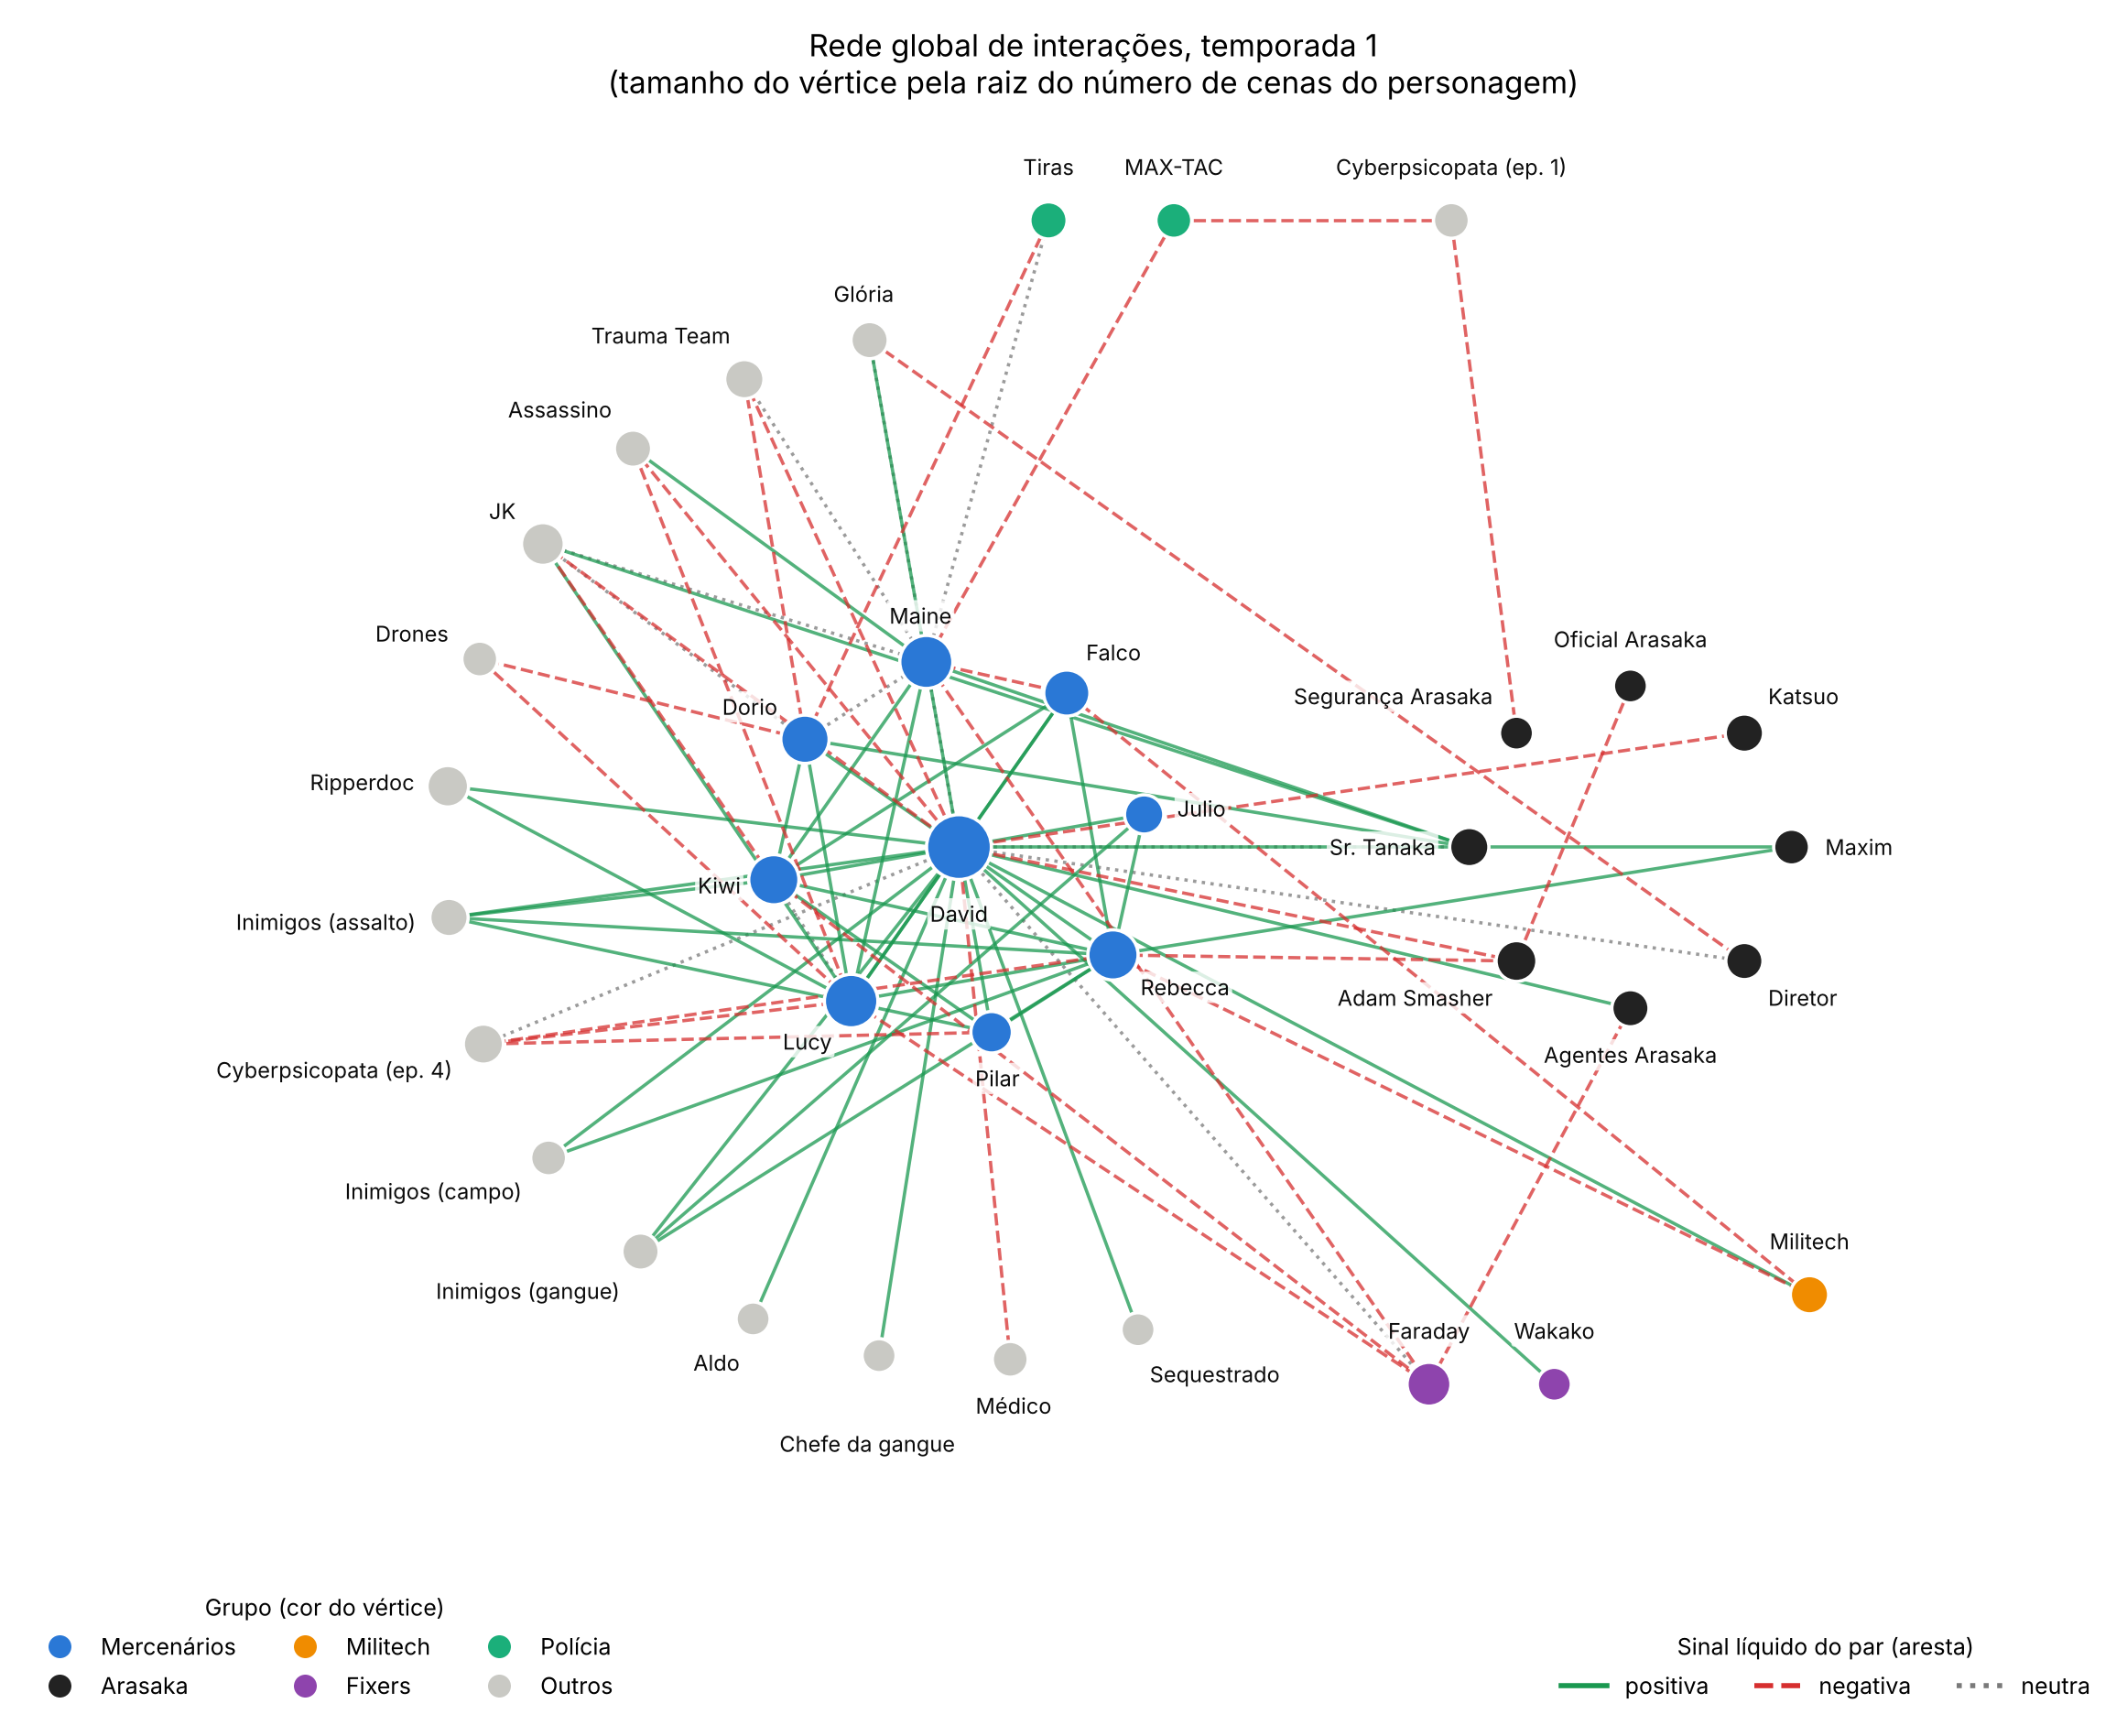 Rede global de interações, temporada 1
(tamanho do vértice pela raiz do número de cenas do personagem)
Tiras
MAX-TAC
Cyberpsicopata (ep. 1)
Glória
Trauma Team
Assassino
JK
Maine
Drones
Falco
Oficial Arasaka
Segurança Arasaka
Katsuo
Dorio
Ripperdoc
Julio
Sr. Tanaka
Maxim
Kiwi
Inimigos (assalto)
David
Rebecca
Adam Smasher
Diretor
Lucy
Agentes Arasaka
Cyberpsicopata (ep. 4)
Pilar
Inimigos (campo)
Militech
Inimigos (gangue)
Faraday
Wakako
Aldo
Sequestrado
Médico
Chefe da gangue
Grupo (cor do vértice)
Mercenários
Militech
Polícia
Arasaka
Fixers
Outros
Sinal líquido do par (aresta)
positiva
negativa
neutra